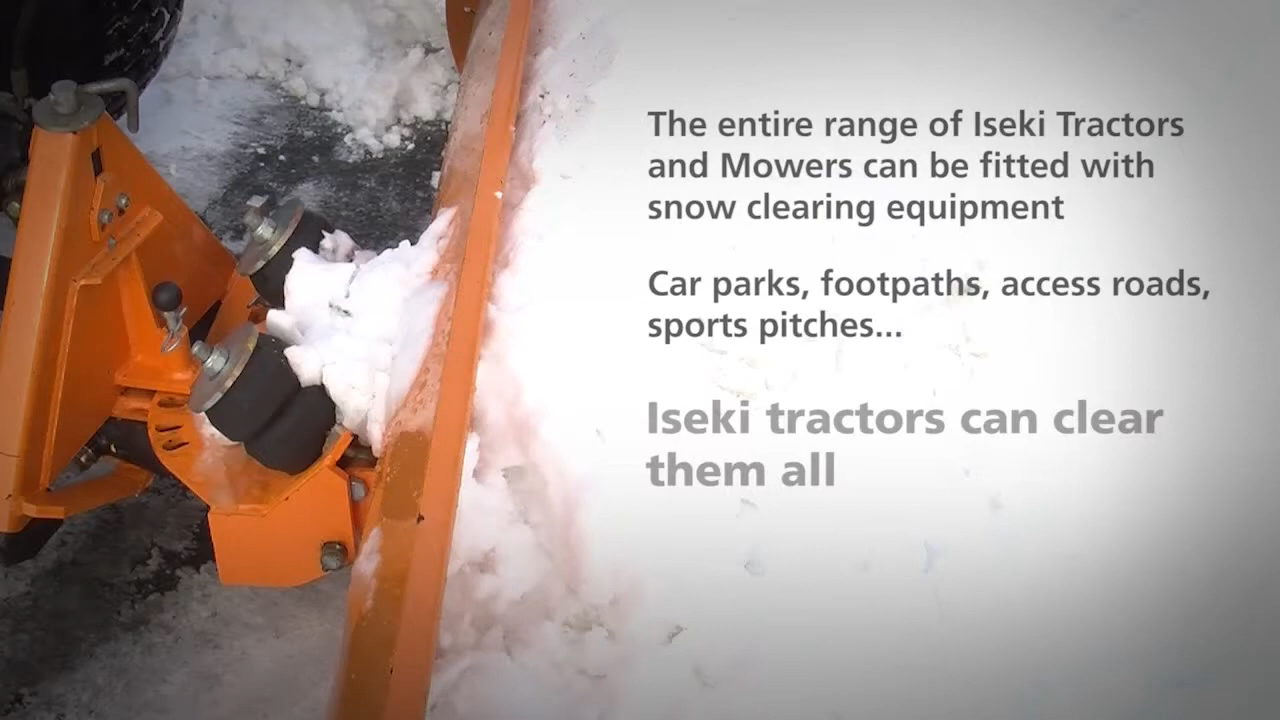 The entire range of Iseki Tractors
and Mowers can be fitted with
snow clearing equipment
Car parks, footpaths, access roads,
sports pitches...
Iseki tractors can clear
them all